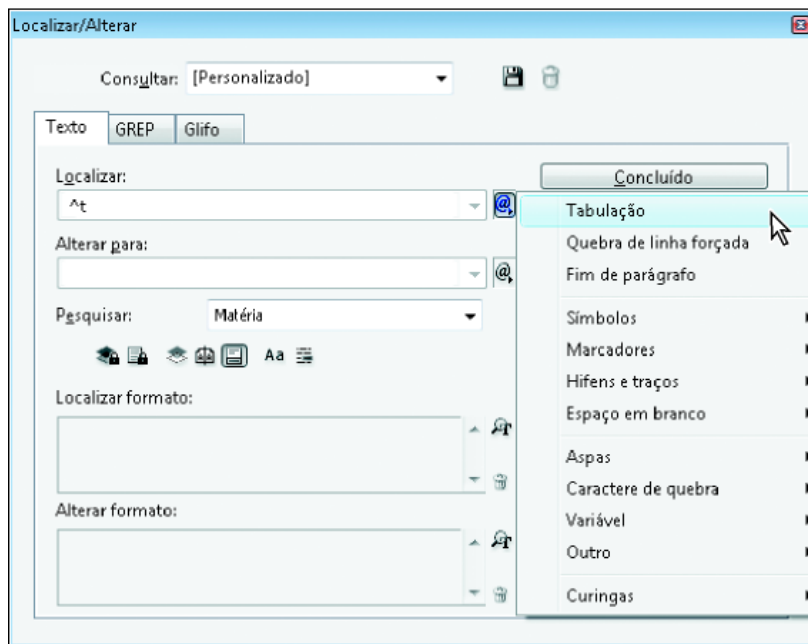 Localizar/Alterar
Consultar: [Personalizado]
Texto GREP Glifo
Localizar:
^t
Concluído
Tabulação
Alterar para:
Quebra de linha forçada
Fim de parágrafo
Pesquisar: Matéria
Símbolos
Marcadores
Aa
Hifens e traços
Localizar formato:
Espaço em branco
Aspas
Caractere de quebra
Alterar formato:
Variável
Outro
Curingas